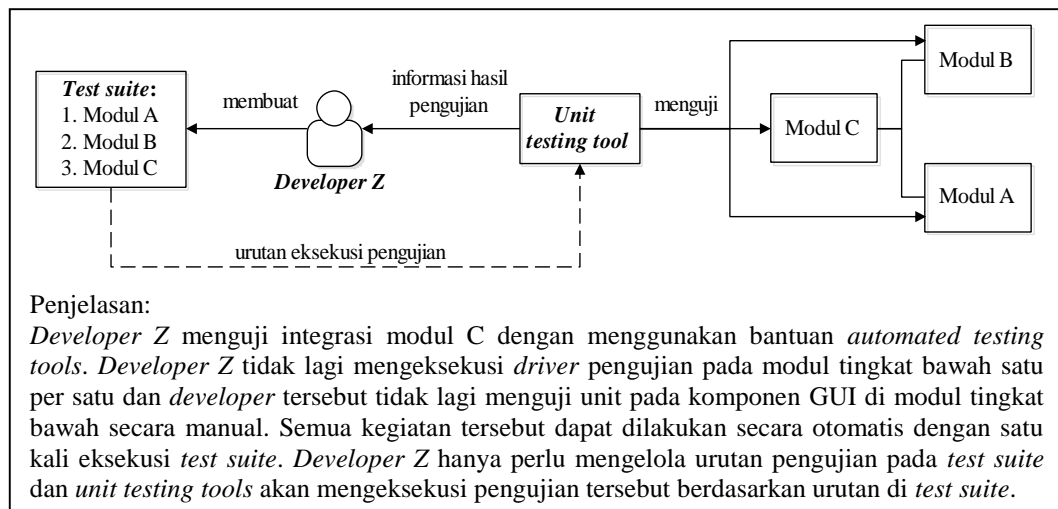 Test suite:
1. Modul A
2. Modul B
3. Modul C
membuat
Developer Z
informasi hasil
pengujian
Unit
testing tool
menguji
Modul B
Modul C
Modul A
urutan eksekusi pengujian
Penjelasan:
Developer Z menguji integrasi modul C dengan menggunakan bantuan automated testing
tools. Developer Z tidak lagi mengeksekusi driver pengujian pada modul tingkat bawah satu
per satu dan developer tersebut tidak lagi menguji unit pada komponen GUI di modul tingkat
bawah secara manual. Semua kegiatan tersebut dapat dilakukan secara otomatis dengan satu
kali eksekusi test suite. Developer Z hanya perlu mengelola urutan pengujian pada test suite
dan unit testing tools akan mengeksekusi pengujian tersebut berdasarkan urutan di test suite.